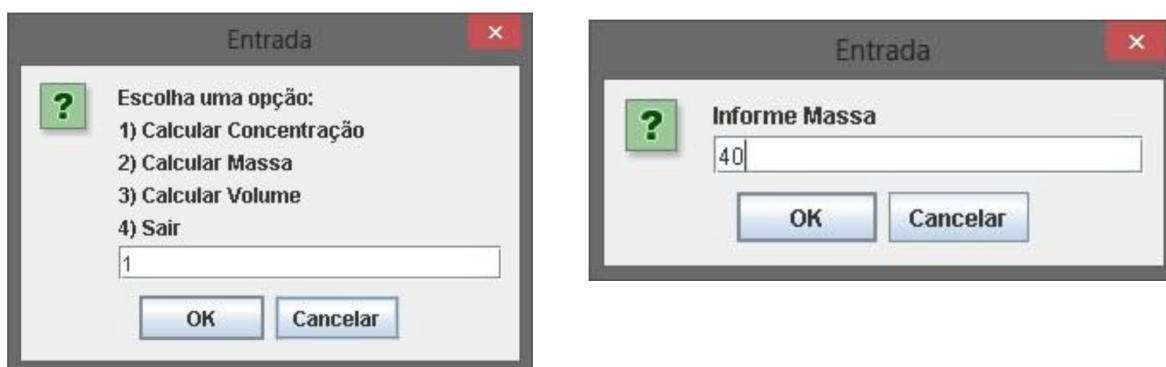 Entrada
Escolha uma opção:
1) Calcular Concentração
2) Calcular Massa
3) Calcular Volume
4) Sair
1
OK Cancelar
Entrada
Informe Massa
40
OK Cancelar